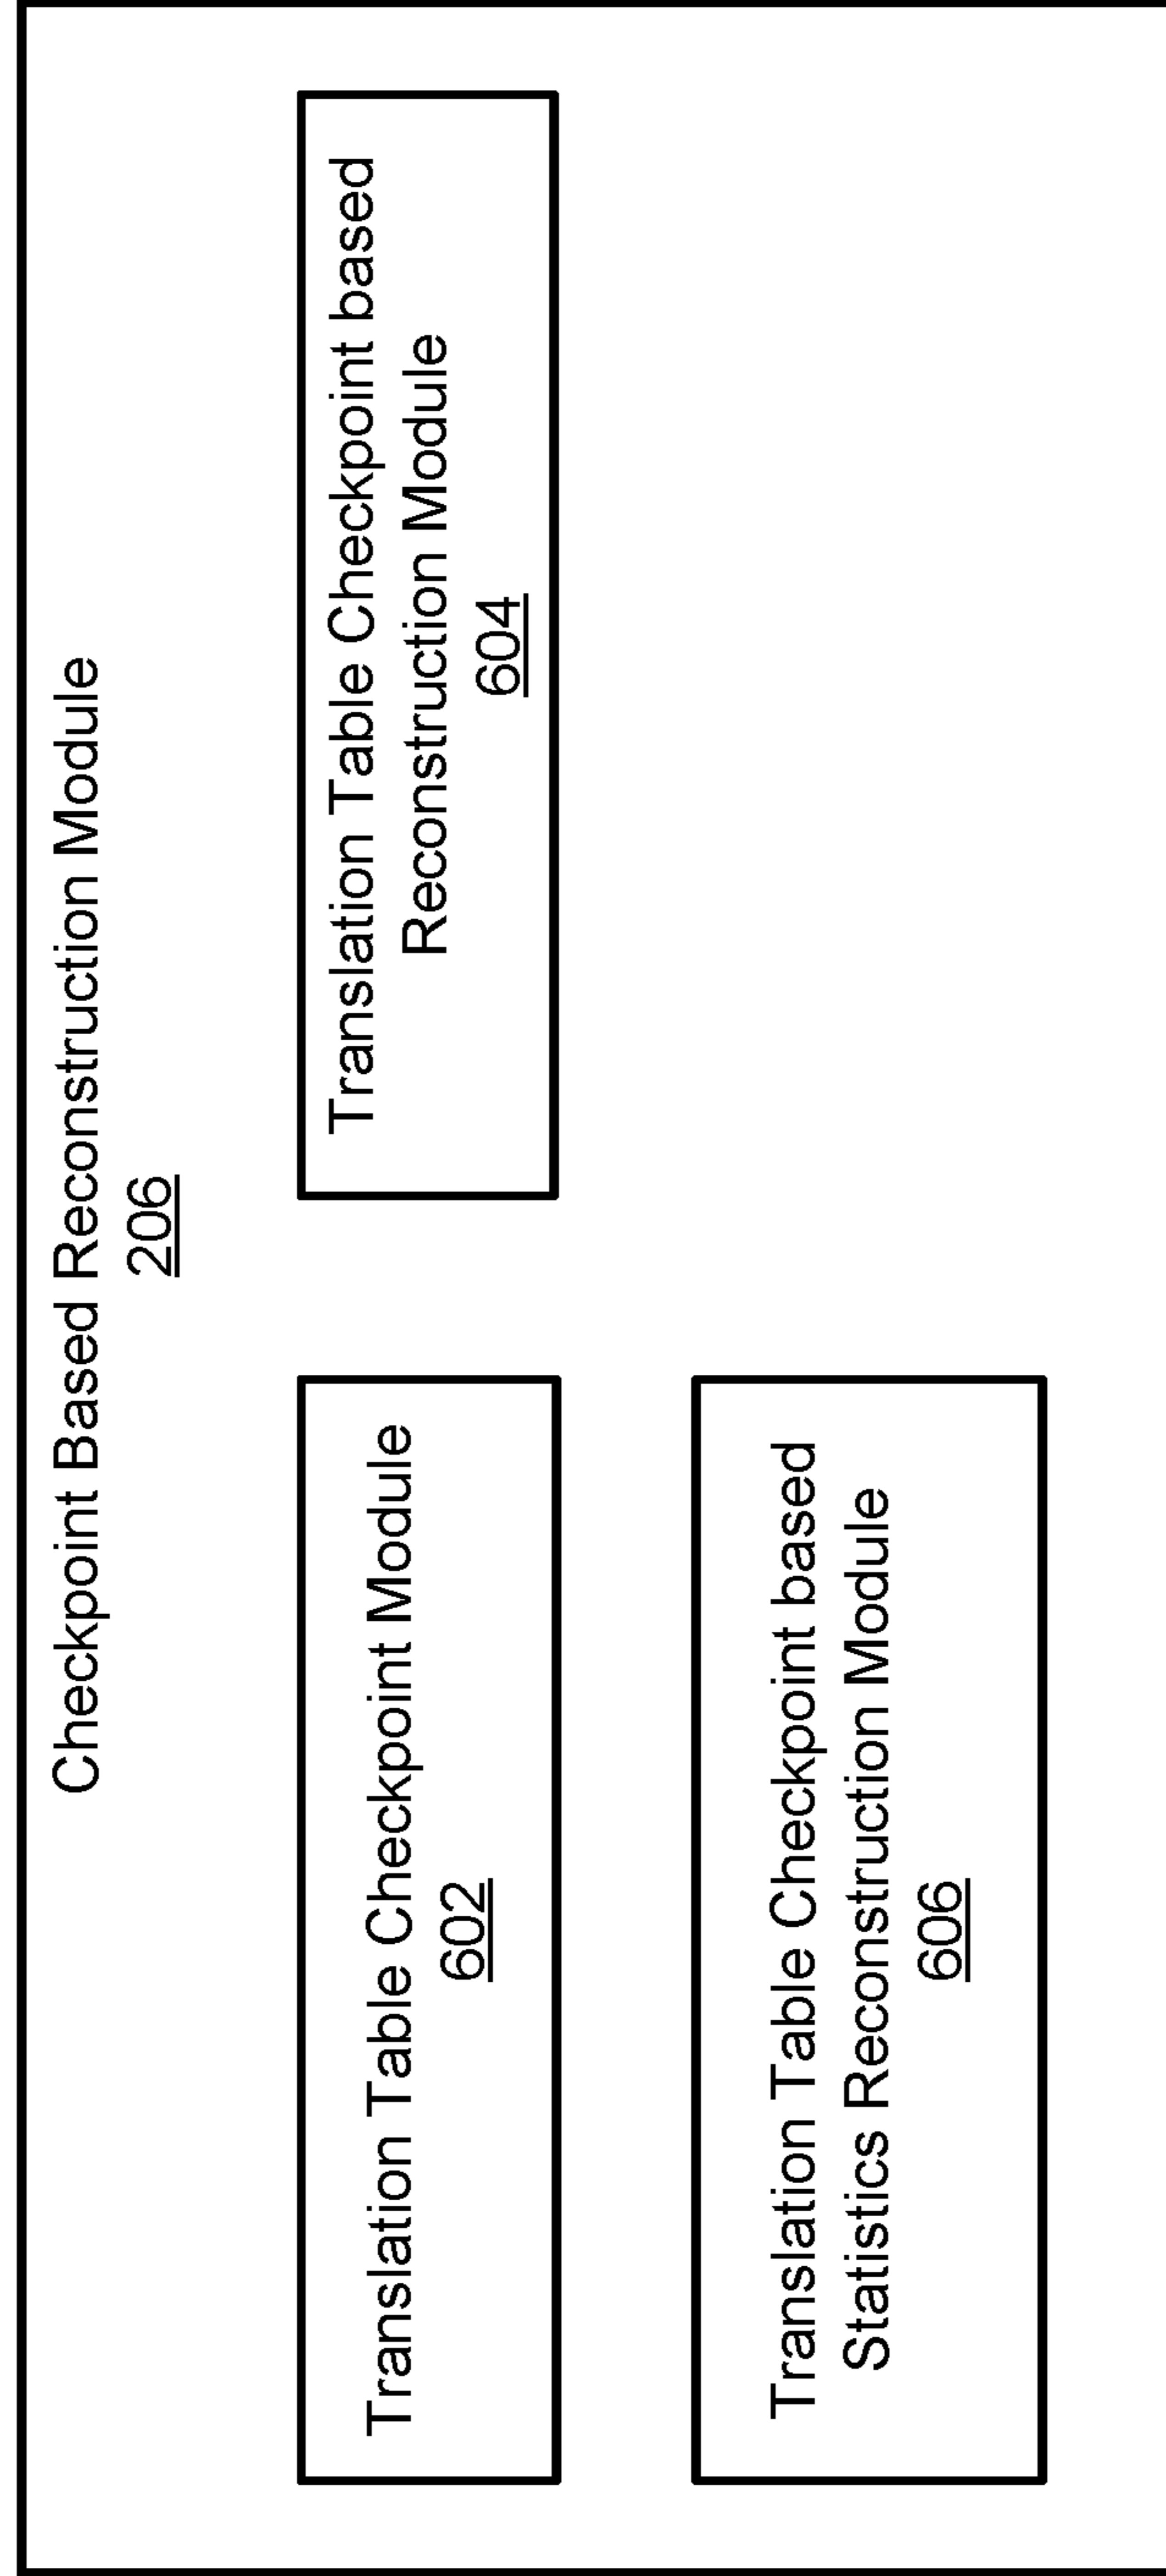 Checkpoint Based Reconstruction Module
206
Translation Table Checkpoint Module
602
Translation Table Checkpoint based
Reconstruction Module
604
Translation Table Checkpoint based
Statistics Reconstruction Module
606